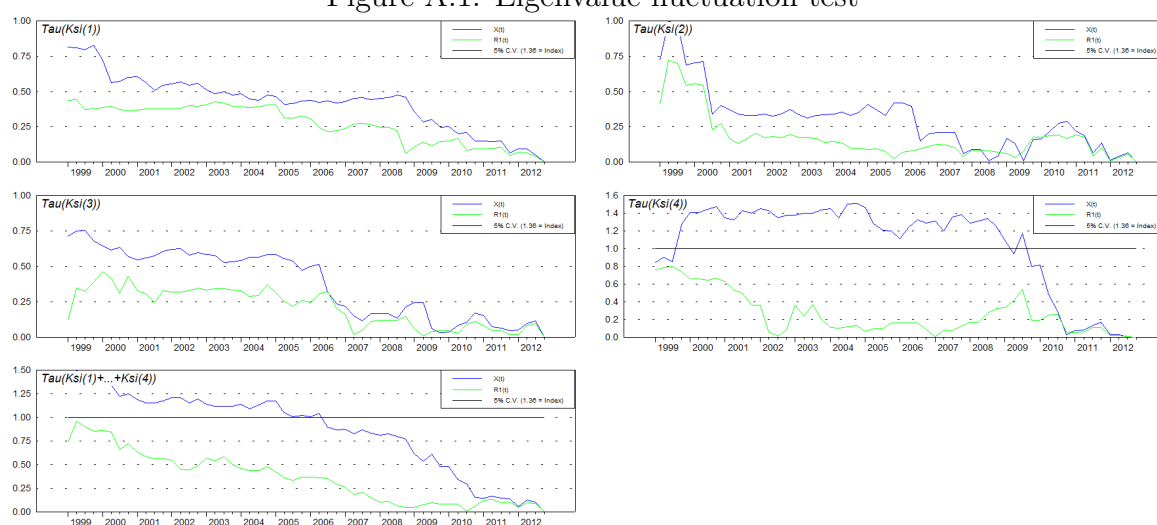 Figure A.1: Eigenvalue fluctuation test
Tau(Ksi(1))
X(t)
R1(t)
5% C.V. (1.36 = Index)
1.00
0.75
0.50
0.25
0.00
1999 2000 2001 2002 2003 2004 2005 2006 2007 2008 2009 2010 2011 2012
Tau(Ksi(2))
X(t)
R1(t)
5% C.V. (1.36 = Index)
1.00
0.75
0.50
0.25
0.00
1999 2000 2001 2002 2003 2004 2005 2006 2007 2008 2009 2010 2011 2012
Tau(Ksi(3))
X(t)
R1(t)
5% C.V. (1.36 = Index)
1.00
0.75
0.50
0.25
0.00
1999 2000 2001 2002 2003 2004 2005 2006 2007 2008 2009 2010 2011 2012
Tau(Ksi(4))
X(t)
R1(t)
5% C.V. (1.36 = Index)
1.6
1.4
1.2
1.0
0.8
0.6
0.4
0.2
0.0
1999 2000 2001 2002 2003 2004 2005 2006 2007 2008 2009 2010 2011 2012
Tau(Ksi(1)+...+Ksi(4))
X(t)
R1(t)
5% C.V. (1.36 = Index)
1.50
1.25
1.00
0.75
0.50
0.25
0.00
1999 2000 2001 2002 2003 2004 2005 2006 2007 2008 2009 2010 2011 2012